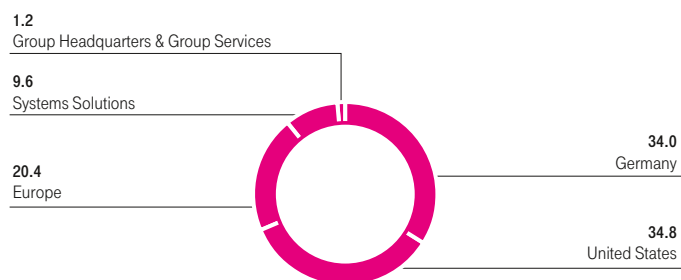 1.2
Group Headquarters & Group Services
9.6
Systems Solutions
20.4
Europe
34.0
Germany
34.8
United States